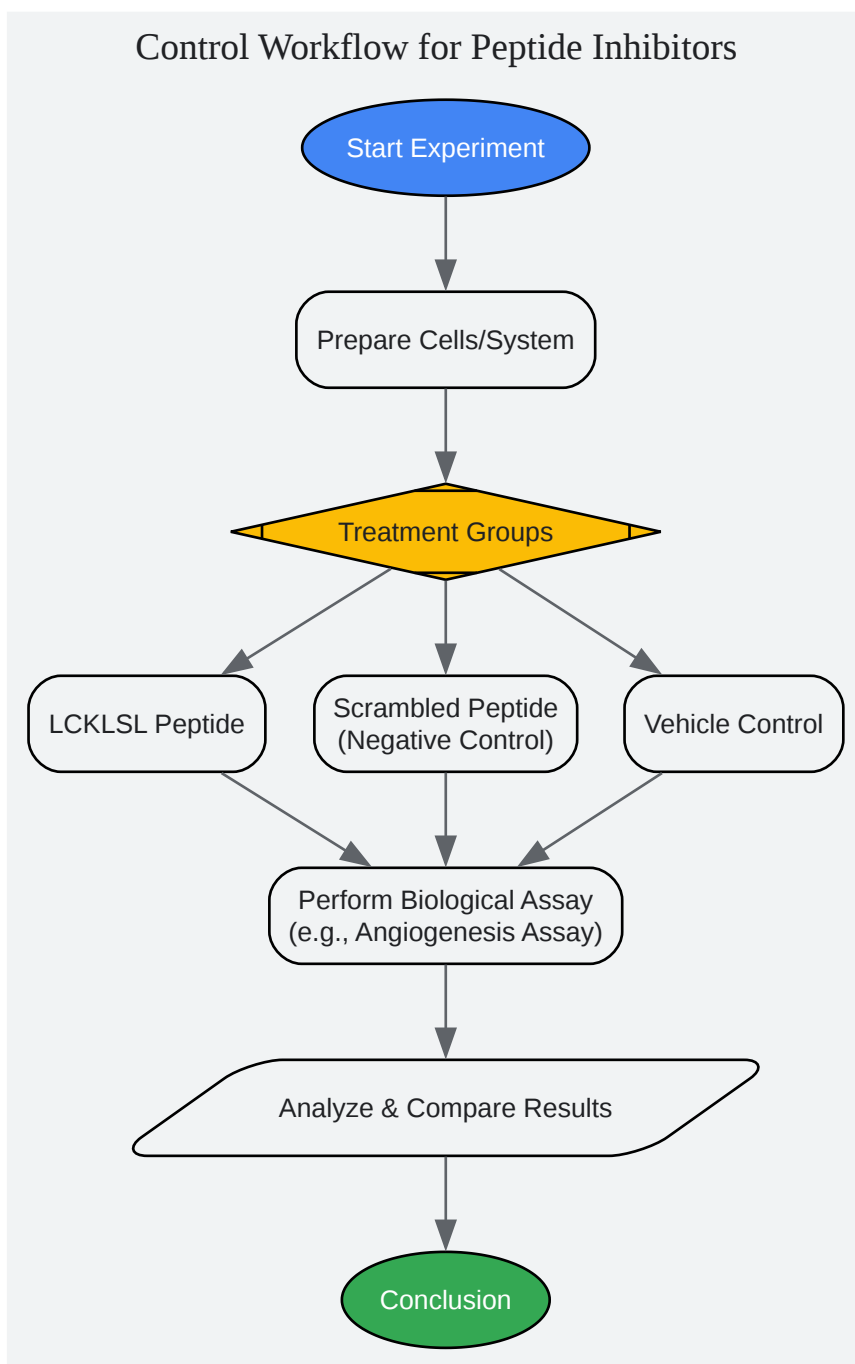 Control Workflow for Peptide Inhibitors
Start Experiment
Prepare Cells/System
Treatment Groups
LCKLSL Peptide
Scrambled Peptide
(Negative Control)
Vehicle Control
Perform Biological Assay
(e.g., Angiogenesis Assay)
Analyze & Compare Results
Conclusion